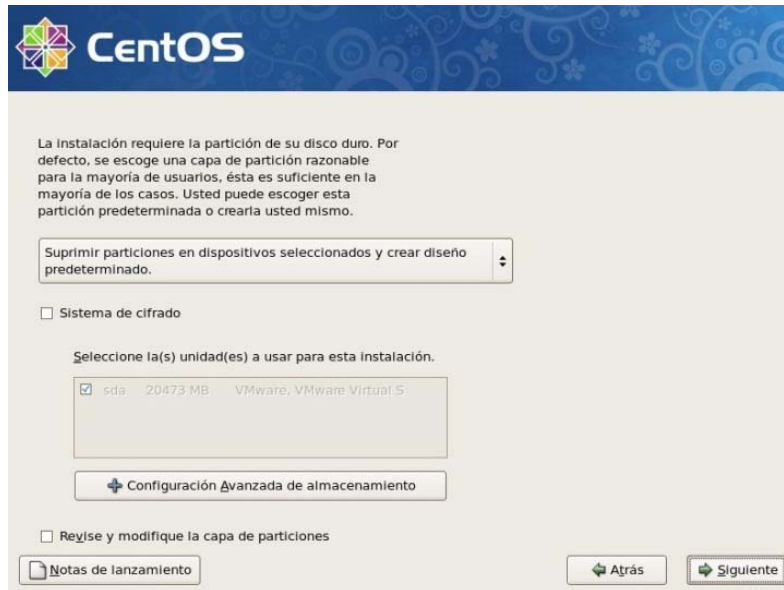 CentOS
La instalación requiere la partición de su disco duro. Por
defecto, se escoge una capa de partición razonable
para la mayoría de usuarios, ésta es suficiente en la
mayoría de los casos. Usted puede escoger esta
partición predeterminada o crearla usted mismo.
Suprimir particiones en dispositivos seleccionados y crear diseño
predeterminado.
Sistema de cifrado
Seleccione la(s) unidad(es) a usar para esta instalación.
sda 20473 MB VMware, VMware Virtual S
Configuración Avanzada de almacenamiento
Revise y modifique la capa de particiones
Notas de lanzamiento
Atrás
Siguiente